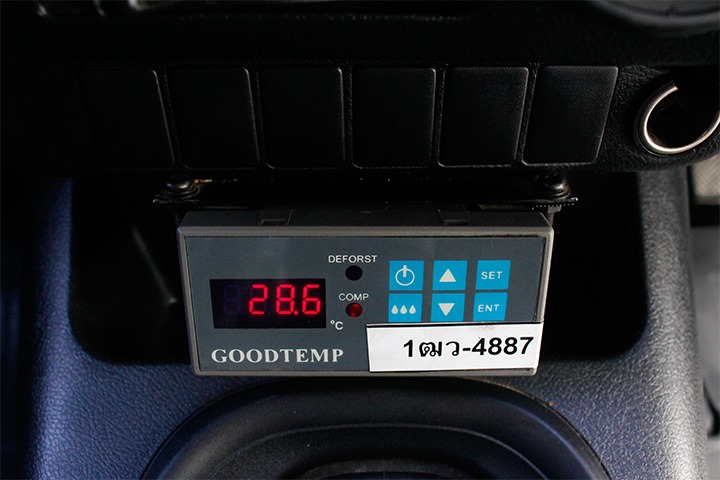 DEFORST
SET
28.6
COMP
°C
ENT
GOODTEMP
1ฒว-4887